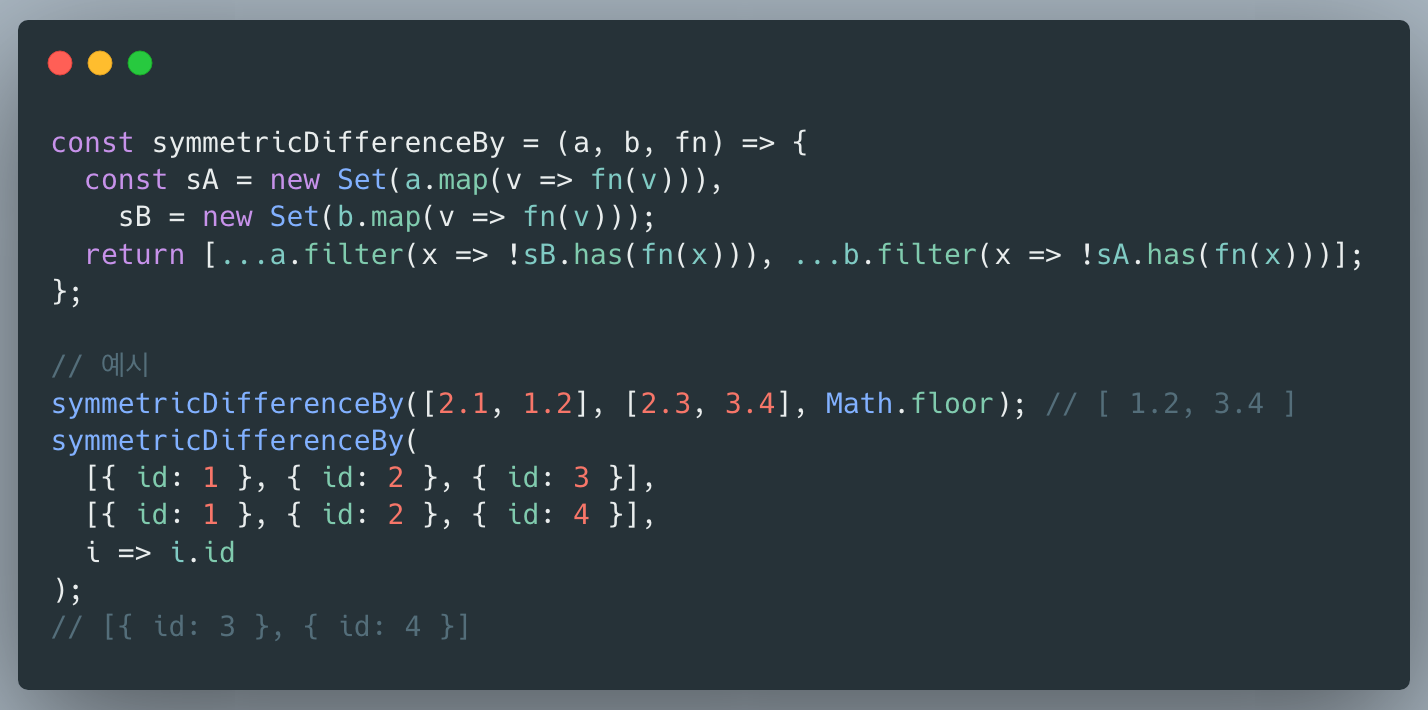 const symmetricDifferenceBy = (a, b, fn) => {
  const sA = new Set(a.map(v => fn(v))),
    sB = new Set(b.map(v => fn(v)));
  return [...a.filter(x => !sB.has(fn(x))), ...b.filter(x => !sA.has(fn(x)))];
};

// 예시
symmetricDifferenceBy([2.1, 1.2], [2.3, 3.4], Math.floor); // [ 1.2, 3.4 ]
symmetricDifferenceBy(
  [{ id: 1 }, { id: 2 }, { id: 3 }],
  [{ id: 1 }, { id: 2 }, { id: 4 }],
  i => i.id
);
// [{ id: 3 }, { id: 4 }]